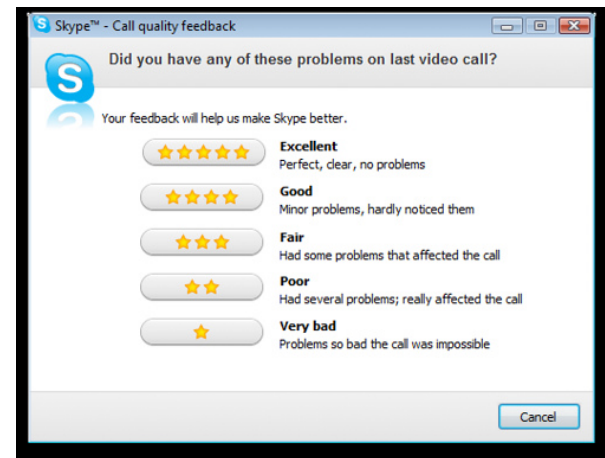 Skype™ - Call quality feedback
Did you have any of these problems on last video call?
Your feedback will help us make Skype better.
Excellent
Perfect, clear, no problems
Good
Minor problems, hardly noticed them
Fair
Had some problems that affected the call
Poor
Had several problems; really affected the call
Very bad
Problems so bad the call was impossible
Cancel